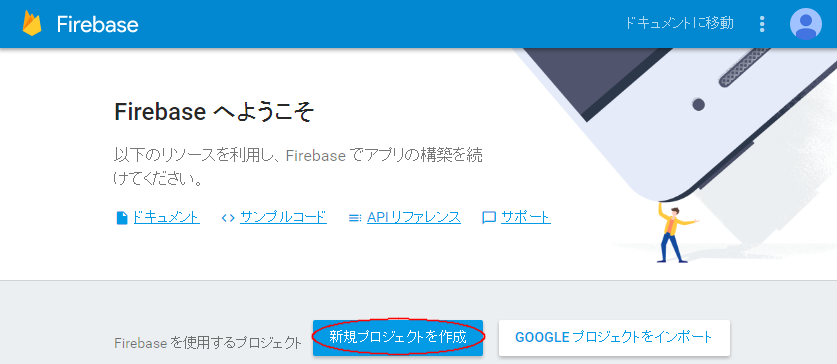 Firebase
ドキュメントに移動
Firebase へようこそ
以下のリソースを利用し、Firebase でアプリの構築を続
けてください。
ドキュメント
サンプルコード
API リファレンス
サポート
Firebase を使用するプロジェクト
新規プロジェクトを作成
GOOGLE プロジェクトをインポート